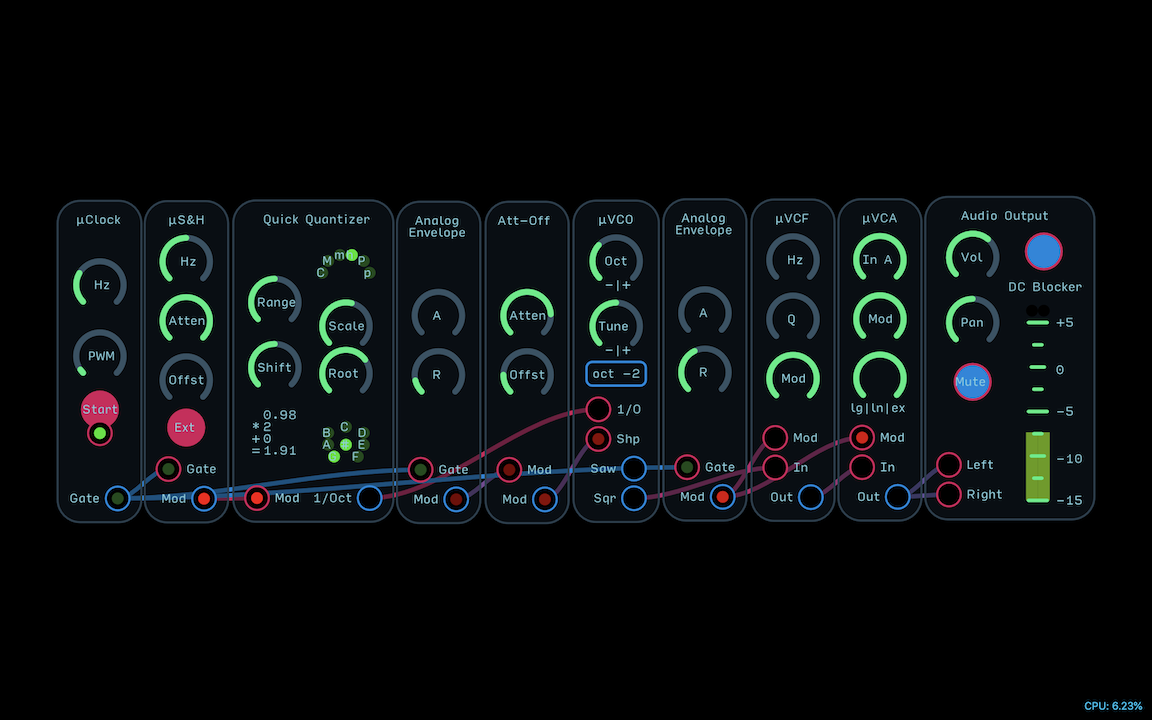 µClock
Hz
PWM
Start
Gate
µS&H
Hz
Atten
Offst
Ext
Gate
Mod
Quick Quantizer
C M m P p
Range
Scale
Shift
Root
0.98
*2
+0
=1.91
C
B D
A E
G F
Mod 1/Oct
Analog
Envelope
A
R
Gate
Mod
Att-Off
Atten
Offst
Mod
Mod
µVCO
Oct
-|+
Tune
-|+
oct -2
1/O
Shp
Saw
Sqr
Analog
Envelope
A
R
Gate
Mod
µVCF
Hz
Q
Mod
Mod
In
Out
µVCA
In A
Mod
lg|ln|ex
Mod
In
Out
Audio Output
Vol
DC Blocker
Pan
Mute
+5
0
-5
-10
-15
Left
Right
CPU: 6.23%